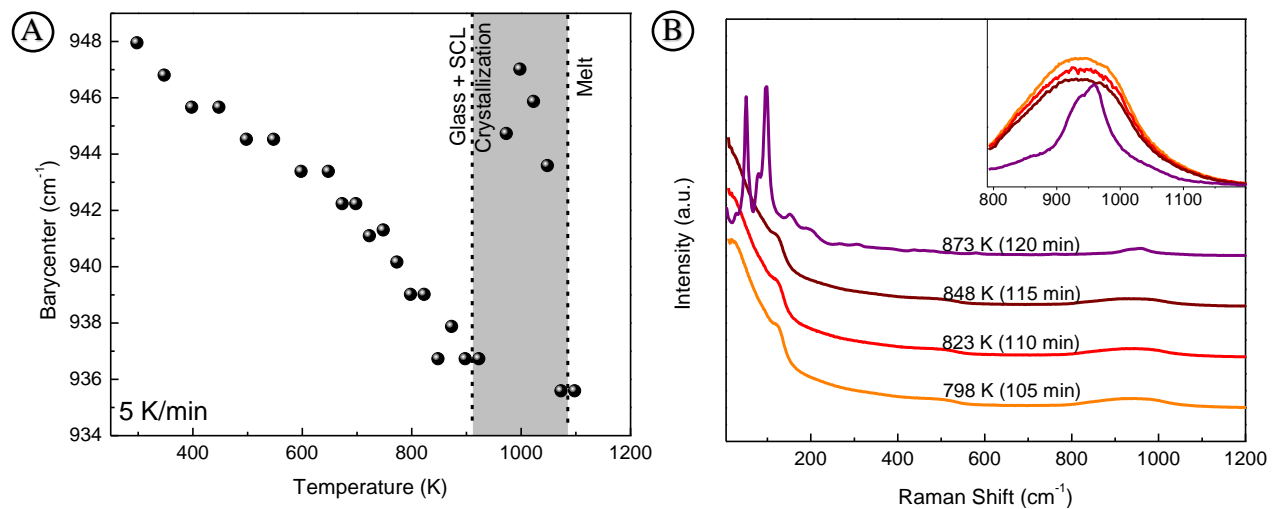 A
948
946
944
942
940
938
936
934
Barycenter (cm-1)
Glass + SCL
Crystallization
Melt
5 K/min
400
600
800
1000
1200
Temperature (K)
B
Intensity (a.u.)
800
900
1000
1100
873 K (120 min)
848 K (115 min)
823 K (110 min)
798 K (105 min)
200
400
600
800
1000
1200
Raman Shift (cm-1)